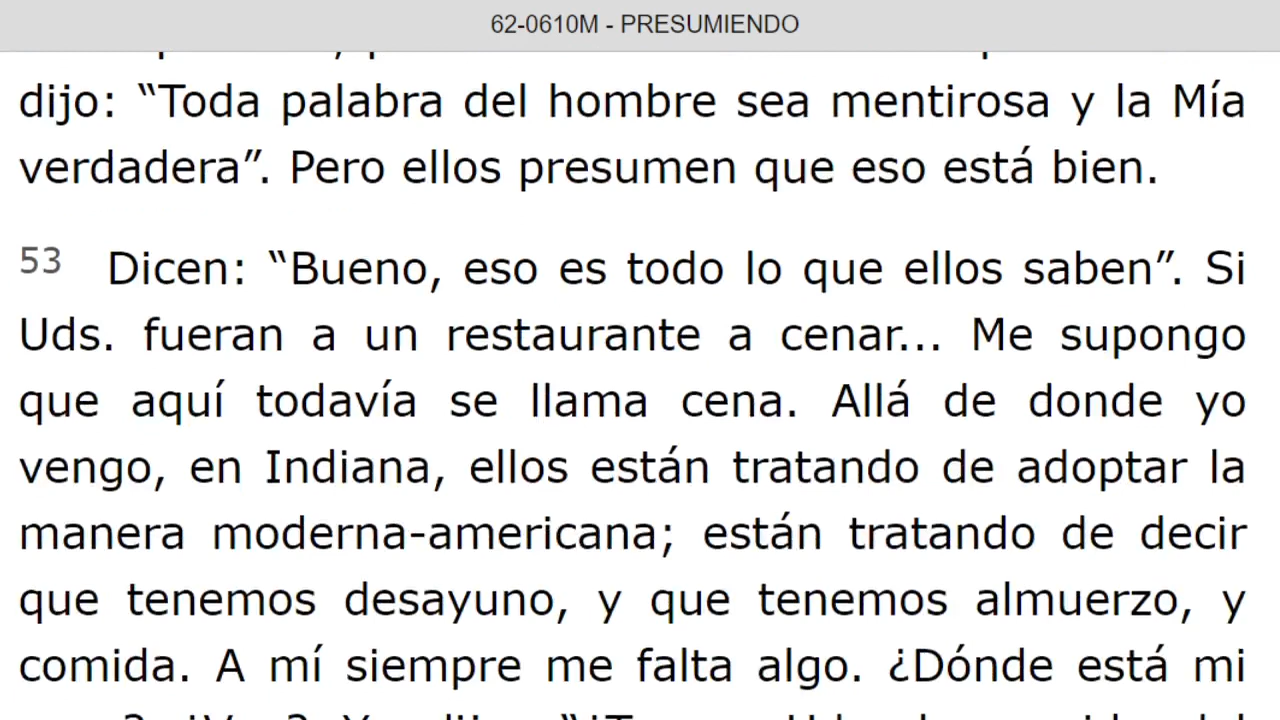 62-0610M - PRESUMIENDO
dijo: “Toda palabra del hombre sea mentirosa y la Mía
verdadera”. Pero ellos presumen que eso está bien.
53 Dicen: “Bueno, eso es todo lo que ellos saben”. Si
Uds. fueran a un restaurante a cenar... Me supongo
que aquí todavía se llama cena. Allá de donde yo
vengo, en Indiana, ellos están tratando de adoptar la
manera moderna-americana; están tratando de decir
que tenemos desayuno, y que tenemos almuerzo, y
comida. A mí siempre me falta algo. ¿Dónde está mi